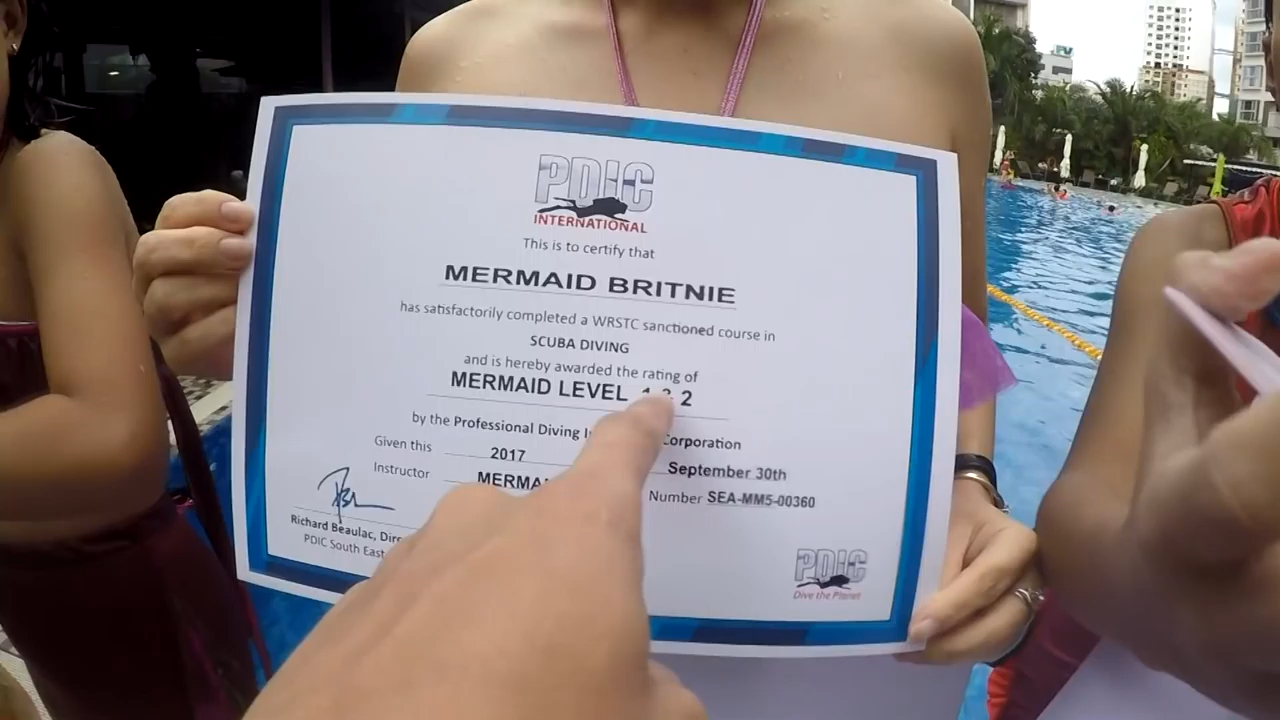 PDIC
INTERNATIONAL
This is to certify that
MERMAID BRITNIE
has satisfactorily completed a WRSTC sanctioned course in
SCUBA DIVING
and is hereby awarded the rating of
MERMAID LEVEL 2
by the Professional Diving Corporation
Given this 2017 September 30th
Instructor Number SEA-MM5-00360
Richard Beaulac,
PDIC South East
PDIC
Dive the Planet